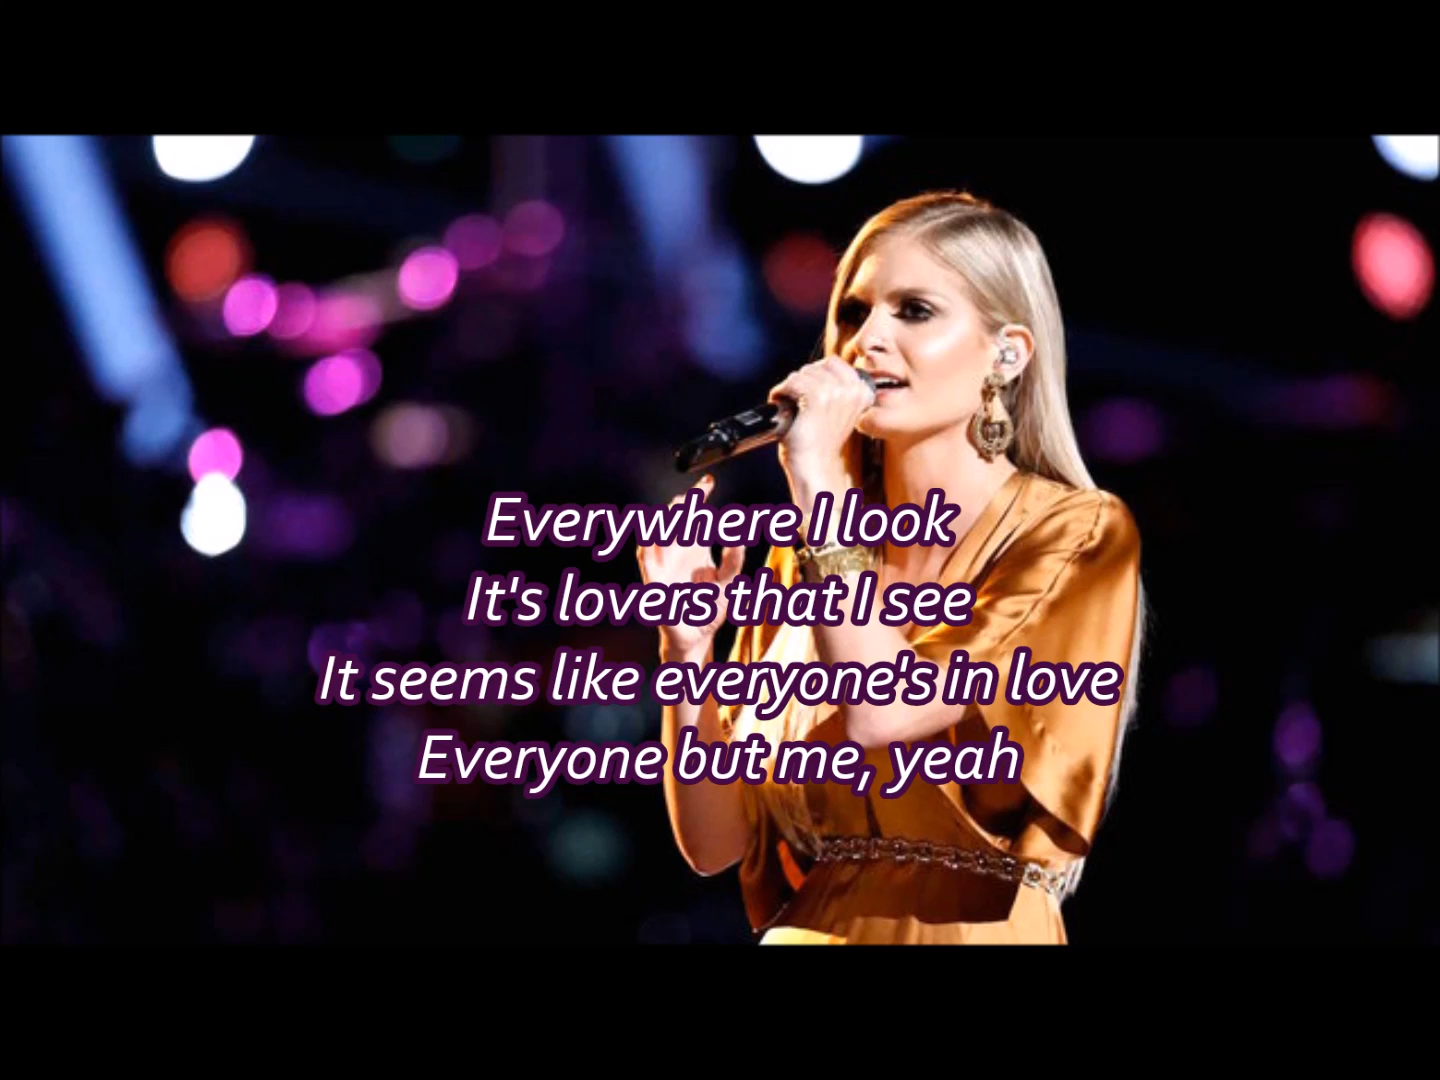 Everywhere I look
It's lovers that I see
It seems like everyone's in love
Everyone but me, yeah